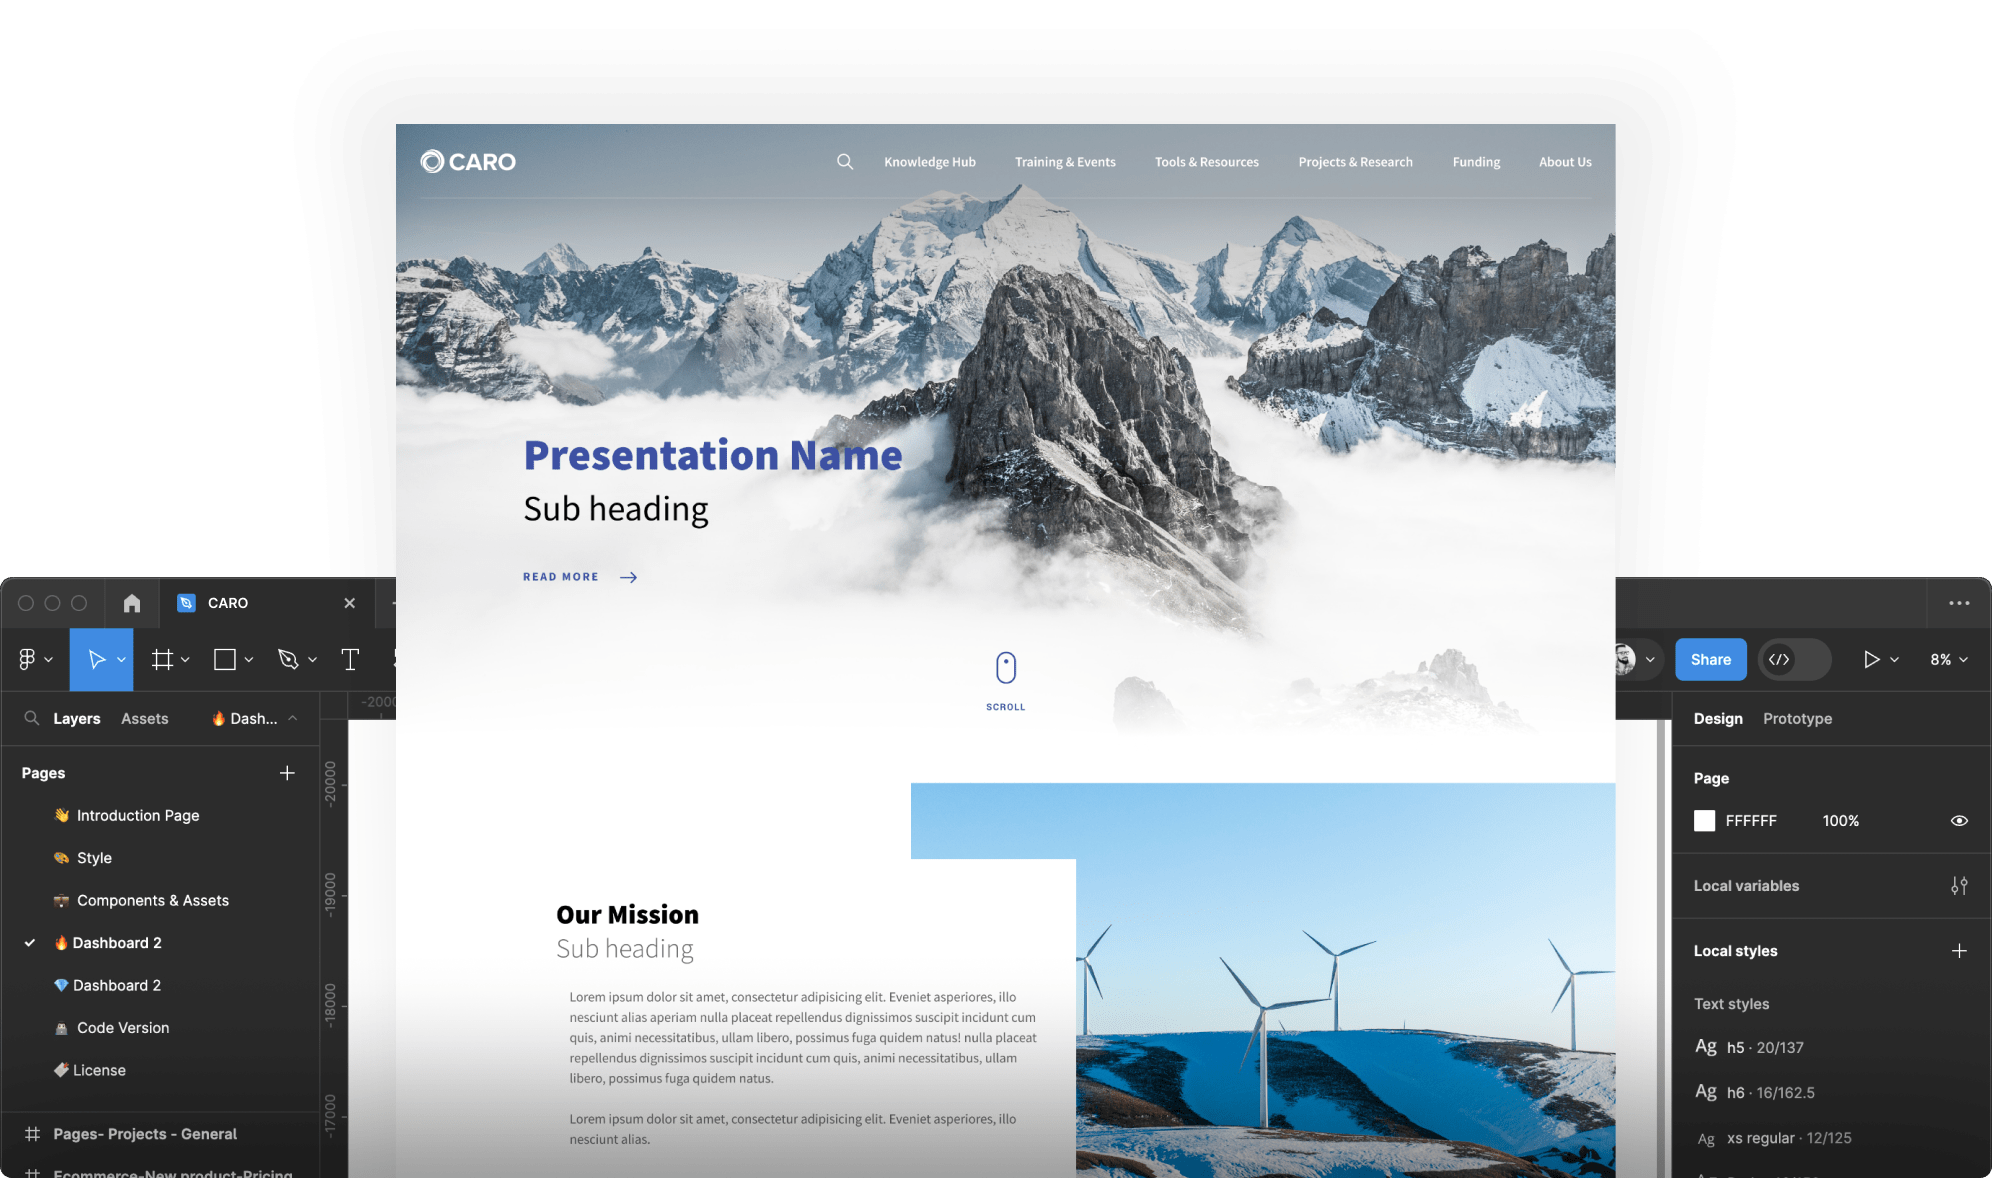 CARO
Knowledge Hub
Training & Events
Tools & Resources
Projects & Research
Funding
About Us
Presentation Name
Sub heading
READ MORE
SCROLL
Our Mission
Sub heading
Lorem ipsum dolor sit amet, consectetur adipisicing elit. Eveniet asperiores, illo
nesciunt alias aperiam nulla placeat repellendus dignissimos suscipit incidunt cum
quis, animi necessitatibus, ullam libero, possimus fuga quidem natus! nulla placeat
repellendus dignissimos suscipit incidunt cum quis, animi necessitatibus, ullam
libero, possimus fuga quidem natus.
Lorem ipsum dolor sit amet, consectetur adipisicing elit. Eveniet asperiores, illo
nesciunt alias.
CARO
Layers
Assets
Dash...
Pages
Introduction Page
Style
Components & Assets
Dashboard 2
Dashboard 2
Code Version
License
Pages- Projects - General
Ecommerce-New product-Pricing
-2000
-20000
-19000
-18000
-17000
Share
8%
Design
Prototype
Page
FFFFFF
100%
Local variables
Local styles
Text styles
Ag h5 · 20/137
Ag h6 · 16/162.5
Ag xs regular · 12/125